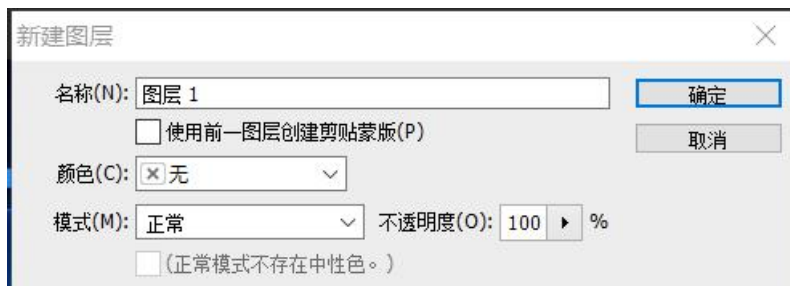 新建图层
名称(N): 图层 1 确定
使用前一图层创建剪贴蒙版(P) 取消
颜色(C): 无
模式(M): 正常 不透明度(O): 100 %
(正常模式不存在中性色。)